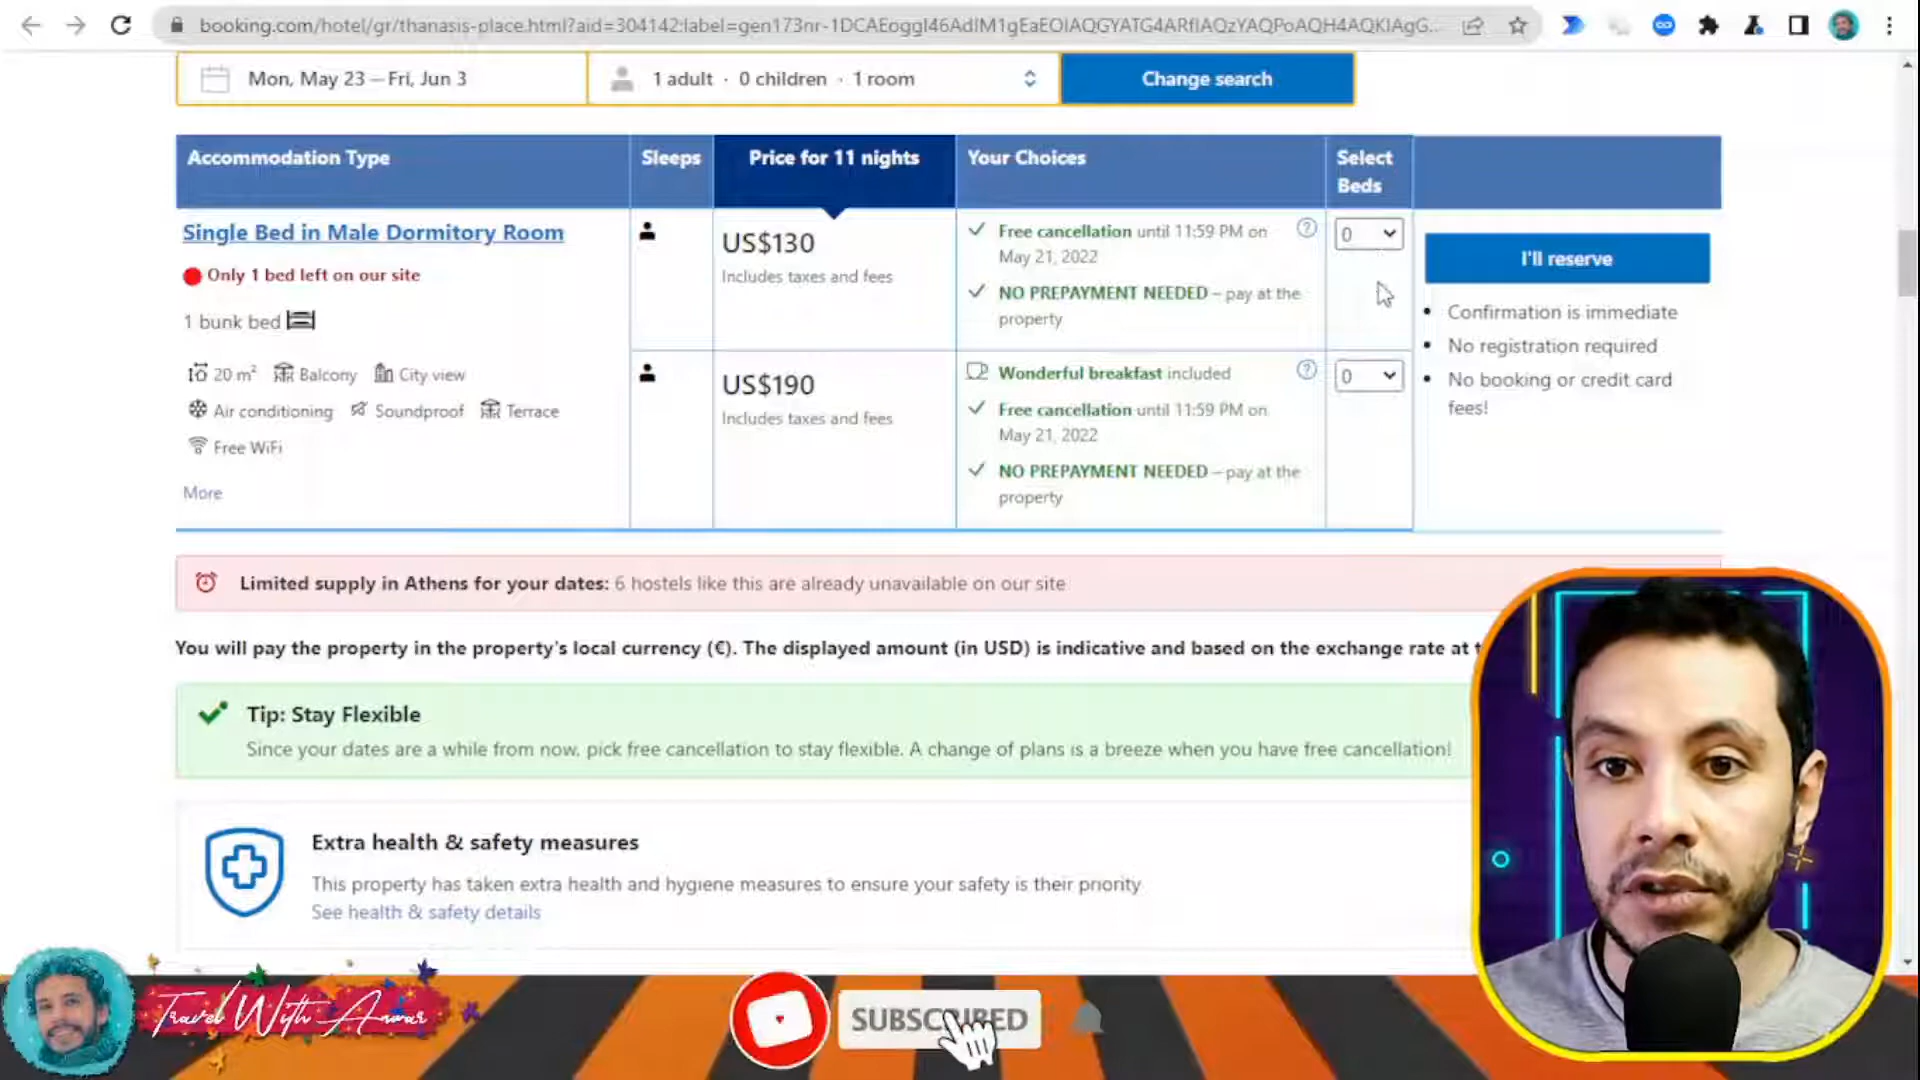 booking.com/hotel/gr/thanasis-place.html?aid=304142;label=gen173nr-1DCAEoggI46AdIM1gEaEOIAQGYATG4ARfIAQzYAQPoAQH4AQKIAgG...
Mon, May 23 – Fri, Jun 3
1 adult · 0 children · 1 room
Change search
Accommodation Type
Sleeps
Price for 11 nights
Your Choices
Select
Beds
Single Bed in Male Dormitory Room
Only 1 bed left on our site
1 bunk bed
20 m² Balcony City view
Air conditioning Soundproof Terrace
Free WiFi
More
US$130
Includes taxes and fees
Free cancellation until 11:59 PM on
May 21, 2022
NO PREPAYMENT NEEDED – pay at the
property
0
I'll reserve
• Confirmation is immediate
• No registration required
• No booking or credit card
fees!
US$190
Includes taxes and fees
Wonderful breakfast included
Free cancellation until 11:59 PM on
May 21, 2022
NO PREPAYMENT NEEDED – pay at the
property
0
Limited supply in Athens for your dates: 6 hostels like this are already unavailable on our site
You will pay the property in the property's local currency (€). The displayed amount (in USD) is indicative and based on the exchange rate at t
Tip: Stay Flexible
Since your dates are a while from now, pick free cancellation to stay flexible. A change of plans is a breeze when you have free cancellation!
Extra health & safety measures
This property has taken extra health and hygiene measures to ensure your safety is their priority
See health & safety details
Travel With Anwar
SUBSCRIBED